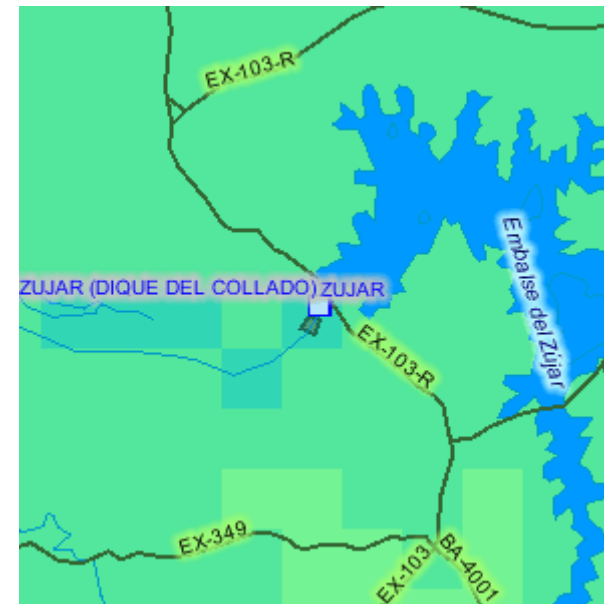 EX-103-R
Embalse del Zújar
ZUJAR (DIQUE DEL COLLADO)
ZUJAR
EX-103-R
EX-349
EX-103
BA-4001